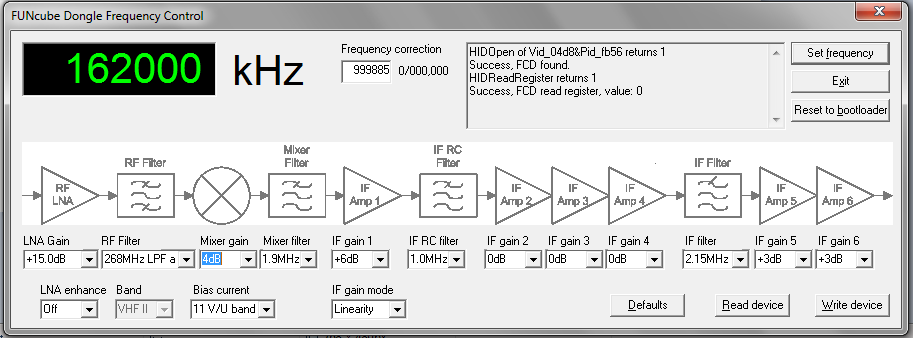 FUNcube Dongle Frequency Control
162000 kHz
Frequency correction
999885 0/000,000
HIDOpen of Vid_04d8&Pid_fb56 returns 1
Success, FCD found.
HIDReadRegister returns 1
Success, FCD read register, value: 0
Set frequency
Exit
Reset to bootloader
RF Filter
Mixer
Filter
IF RC
Filter
IF Filter
RF
LNA
IF
Amp 1
IF
Amp 2
IF
Amp 3
IF
Amp 4
IF
Amp 5
IF
Amp 6
LNA Gain RF Filter Mixer gain Mixer filter IF gain 1 IF RC filter IF gain 2 IF gain 3 IF gain 4 IF filter IF gain 5 IF gain 6
+15.0dB 268MHz LPF a 4dB 1.9MHz +6dB 1.0MHz 0dB 0dB 0dB 2.15MHz +3dB +3dB
LNA enhance Band Bias current IF gain mode
Off VHF II 11 V/U band Linearity
Defaults Read device Write device